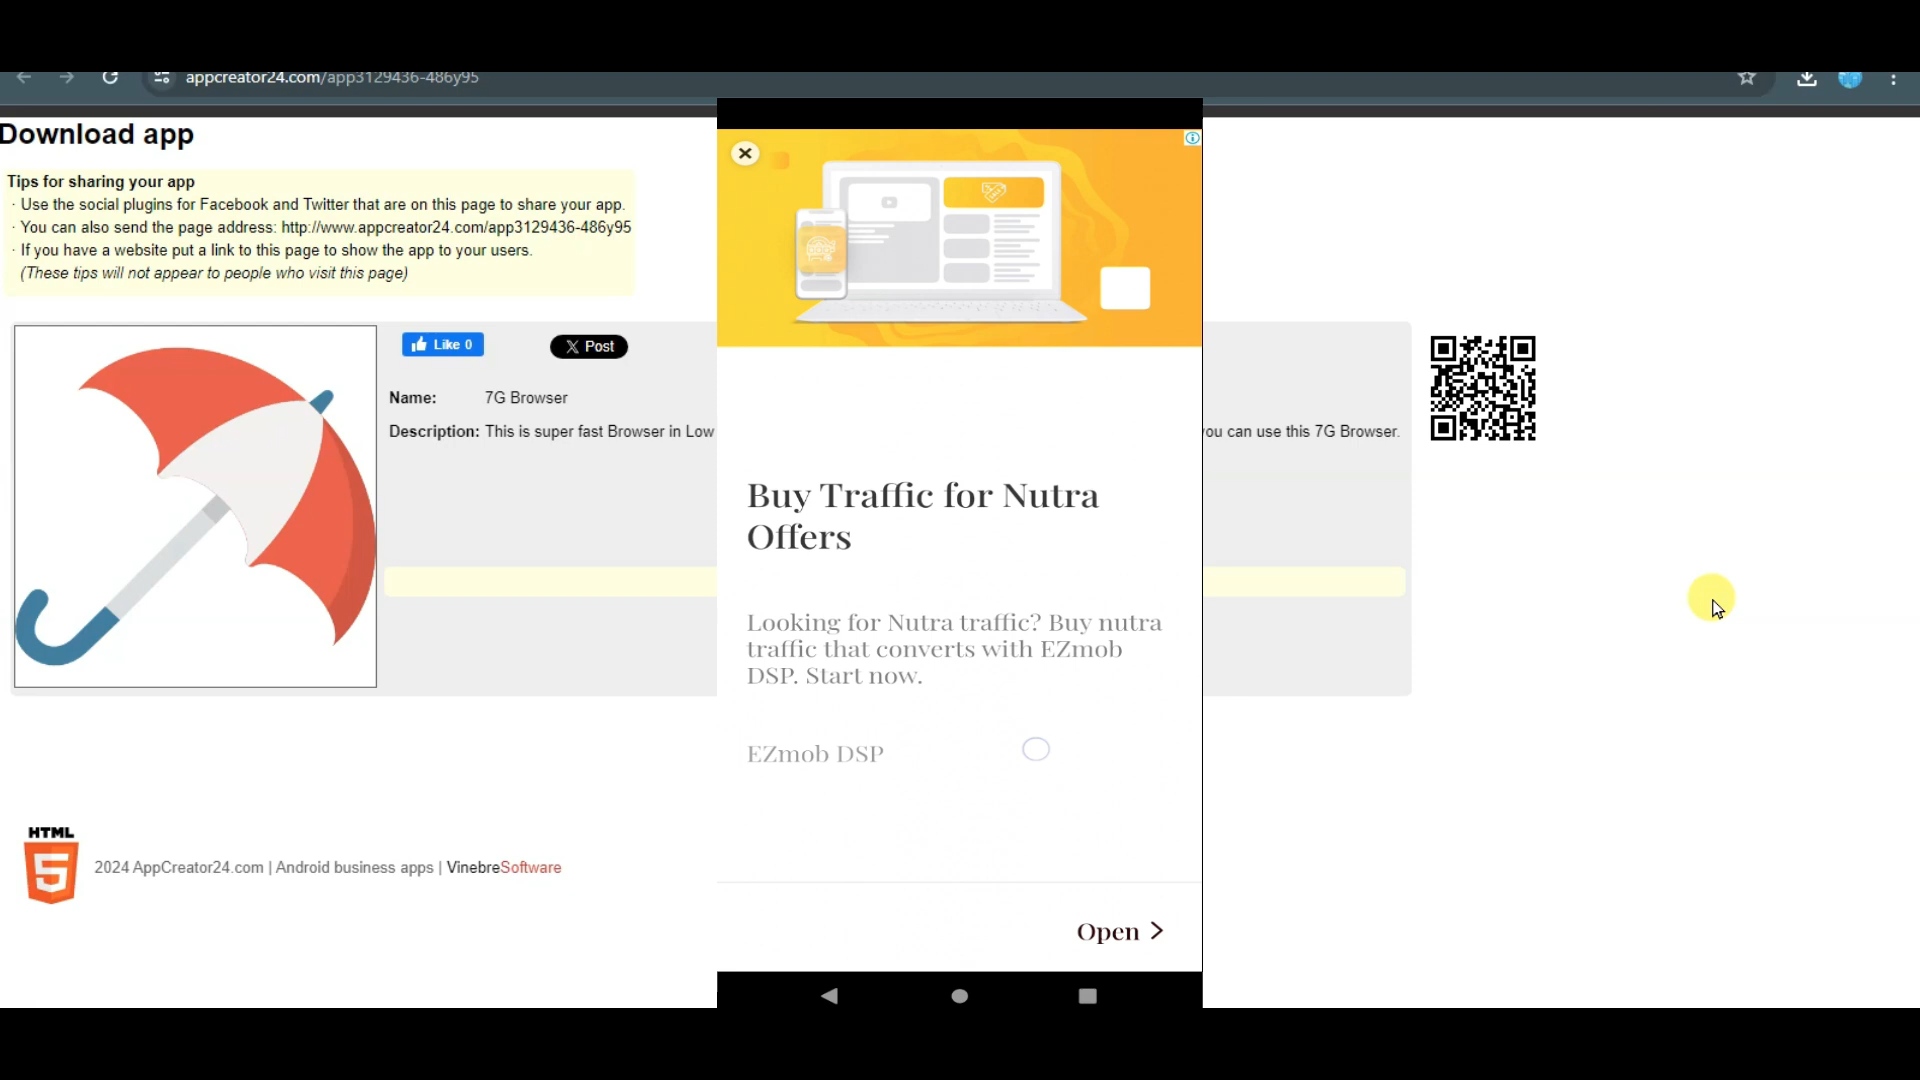 appcreator24.com/app3129436-486y95
Download app
Tips for sharing your app
· Use the social plugins for Facebook and Twitter that are on this page to share your app.
· You can also send the page address: http://www.appcreator24.com/app3129436-486y95
· If you have a website put a link to this page to show the app to your users.
(These tips will not appear to people who visit this page)
Like 0
Post
Name: 7G Browser
Description: This is super fast Browser in Low
you can use this 7G Browser.
Buy Traffic for Nutra
Offers
Looking for Nutra traffic? Buy nutra
traffic that converts with EZmob
DSP. Start now.
EZmob DSP
Open
HTML
5
2024 AppCreator24.com | Android business apps | VinebreSoftware